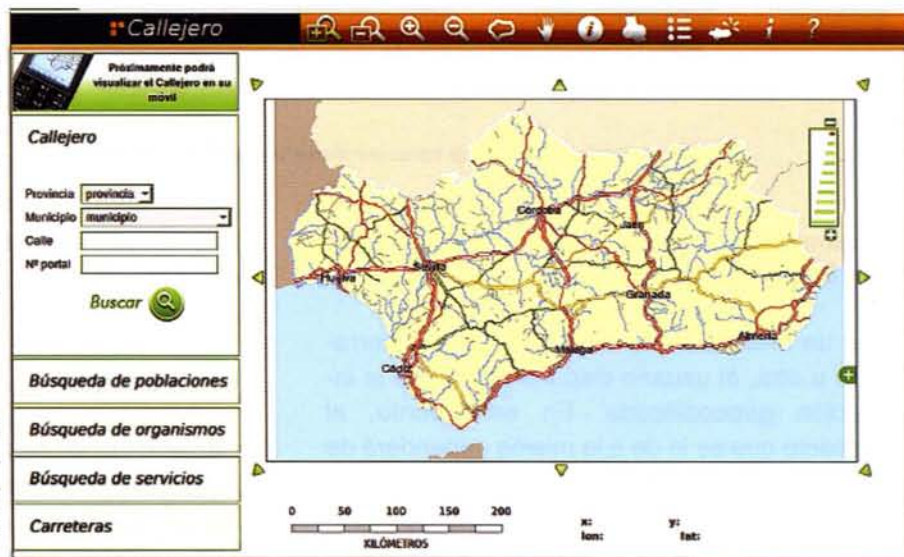 Callejero
Próximamente podrá
visualizar el Callejero en su
móvil
Callejero
Provincia provincia
Municipio municipio
Calle
Nº portal
Buscar
Búsqueda de poblaciones
Búsqueda de organismos
Búsqueda de servicios
Carreteras
Córdoba
Jaén
Sevilla
Huelva
Granada
Almería
Málaga
Cádiz
0 50 100 150 200
KILÓMETROS
x: y:
lon: lat: